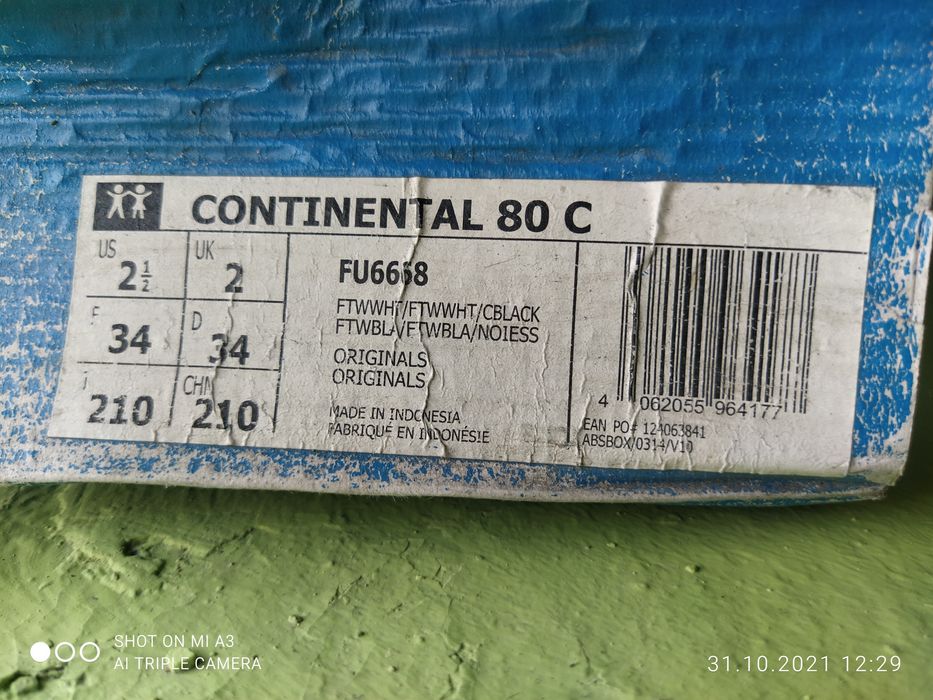 CONTINENTAL 80 C
US 2½ UK 2
F 34 D 34
J 210 CHN 210
FU6668
FTWWHT/FTWWHT/CBLACK
FTWBLA/FTWBLA/NO1ESS
ORIGINALS
ORIGINALS
MADE IN INDONESIA
FABRIQUÉ EN INDONÉSIE
4 062055 964177
EAN PO# 124063841
ABSBOX/0314/V10
SHOT ON MI A3
AI TRIPLE CAMERA
31.10.2021 12:29